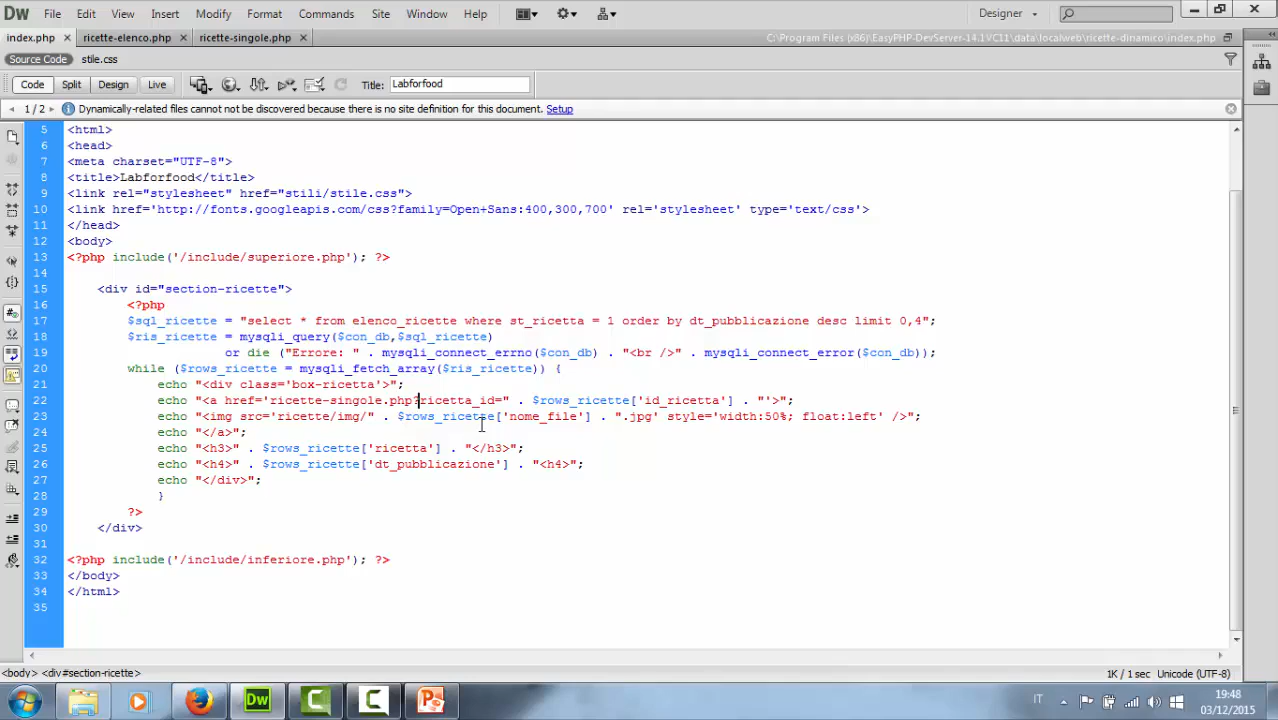 Dw File Edit View Insert Modify Format Commands Site Window Help Designer
index.php × ricette-elenco.php × ricette-singole.php × C:\Program Files (x86)\EasyPHP-DevServer-14.1VC11\data\localweb\ricette-dinamico\index.php
Source Code stile.css
Code Split Design Live Title: Labforfood
1 / 2 Dynamically-related files cannot not be discovered because there is no site definition for this document. Setup
5 <html>
6 <head>
7 <meta charset="UTF-8">
8 <title>Labforfood</title>
9 <link rel="stylesheet" href="stili/stile.css">
10 <link href='http://fonts.googleapis.com/css?family=Open+Sans:400,300,700' rel='stylesheet' type='text/css'>
11 </head>
12 <body>
13 <?php include('/include/superiore.php'); ?>
14
15 <div id="section-ricette">
16 <?php
17 $sql_ricette = "select * from elenco_ricette where st_ricetta = 1 order by dt_pubblicazione desc limit 0,4";
18 $ris_ricette = mysqli_query($con_db,$sql_ricette)
19 or die ("Errore: " . mysqli_connect_errno($con_db) . "<br />" . mysqli_connect_error($con_db));
20 while ($rows_ricette = mysqli_fetch_array($ris_ricette)) {
21 echo "<div class='box-ricetta'>";
22 echo "<a href='ricette-singole.php?ricetta_id=" . $rows_ricette['id_ricetta'] . "'>";
23 echo "<img src='ricette/img/" . $rows_ricette['nome_file'] . ".jpg' style='width:50%; float:left' />";
24 echo "</a>";
25 echo "<h3>" . $rows_ricette['ricetta'] . "</h3>";
26 echo "<h4>" . $rows_ricette['dt_pubblicazione'] . "<h4>";
27 echo "</div>";
28 }
29 ?>
30 </div>
31
32 <?php include('/include/inferiore.php'); ?>
33 </body>
34 </html>
35
<body> <div#section-ricette> 1K / 1 sec Unicode (UTF-8)
Dw IT 19:48
03/12/2015